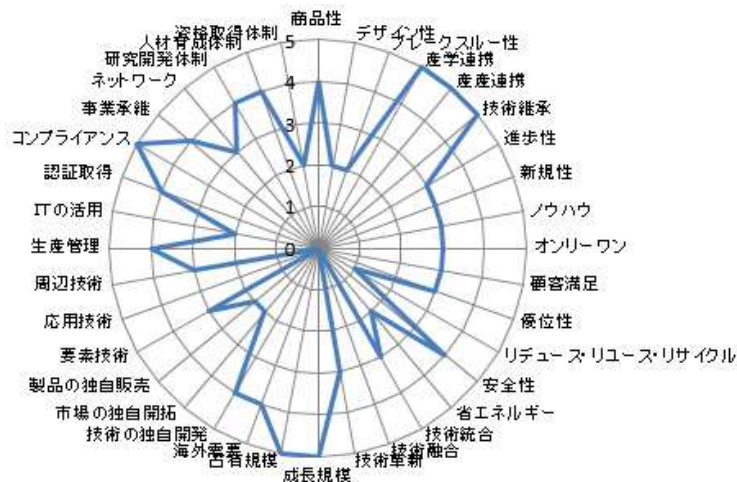 商品性
デザイン性
ブレークスルー性
産学連携
産産連携
技術継承
進歩性
新規性
ノウハウ
オンリーワン
顧客満足
優位性
リデュース・リユース・リサイクル
安全性
省エネルギー
技術統合
技術融合
技術革新
成長規模
占有規模
海外需要
技術の独自開発
市場の独自開拓
製品の独自販売
要素技術
応用技術
周辺技術
生産管理
ITの活用
認証取得
コンプライアンス
事業承継
ネットワーク
研究開発体制
人材育成体制
資格取得体制
5
4
3
2
1
0